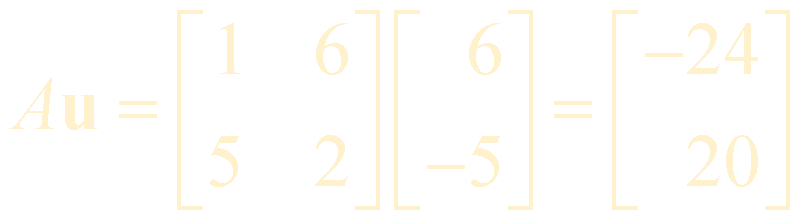 Au = [1 6; 5 2] [6; −5] = [−24; 20]